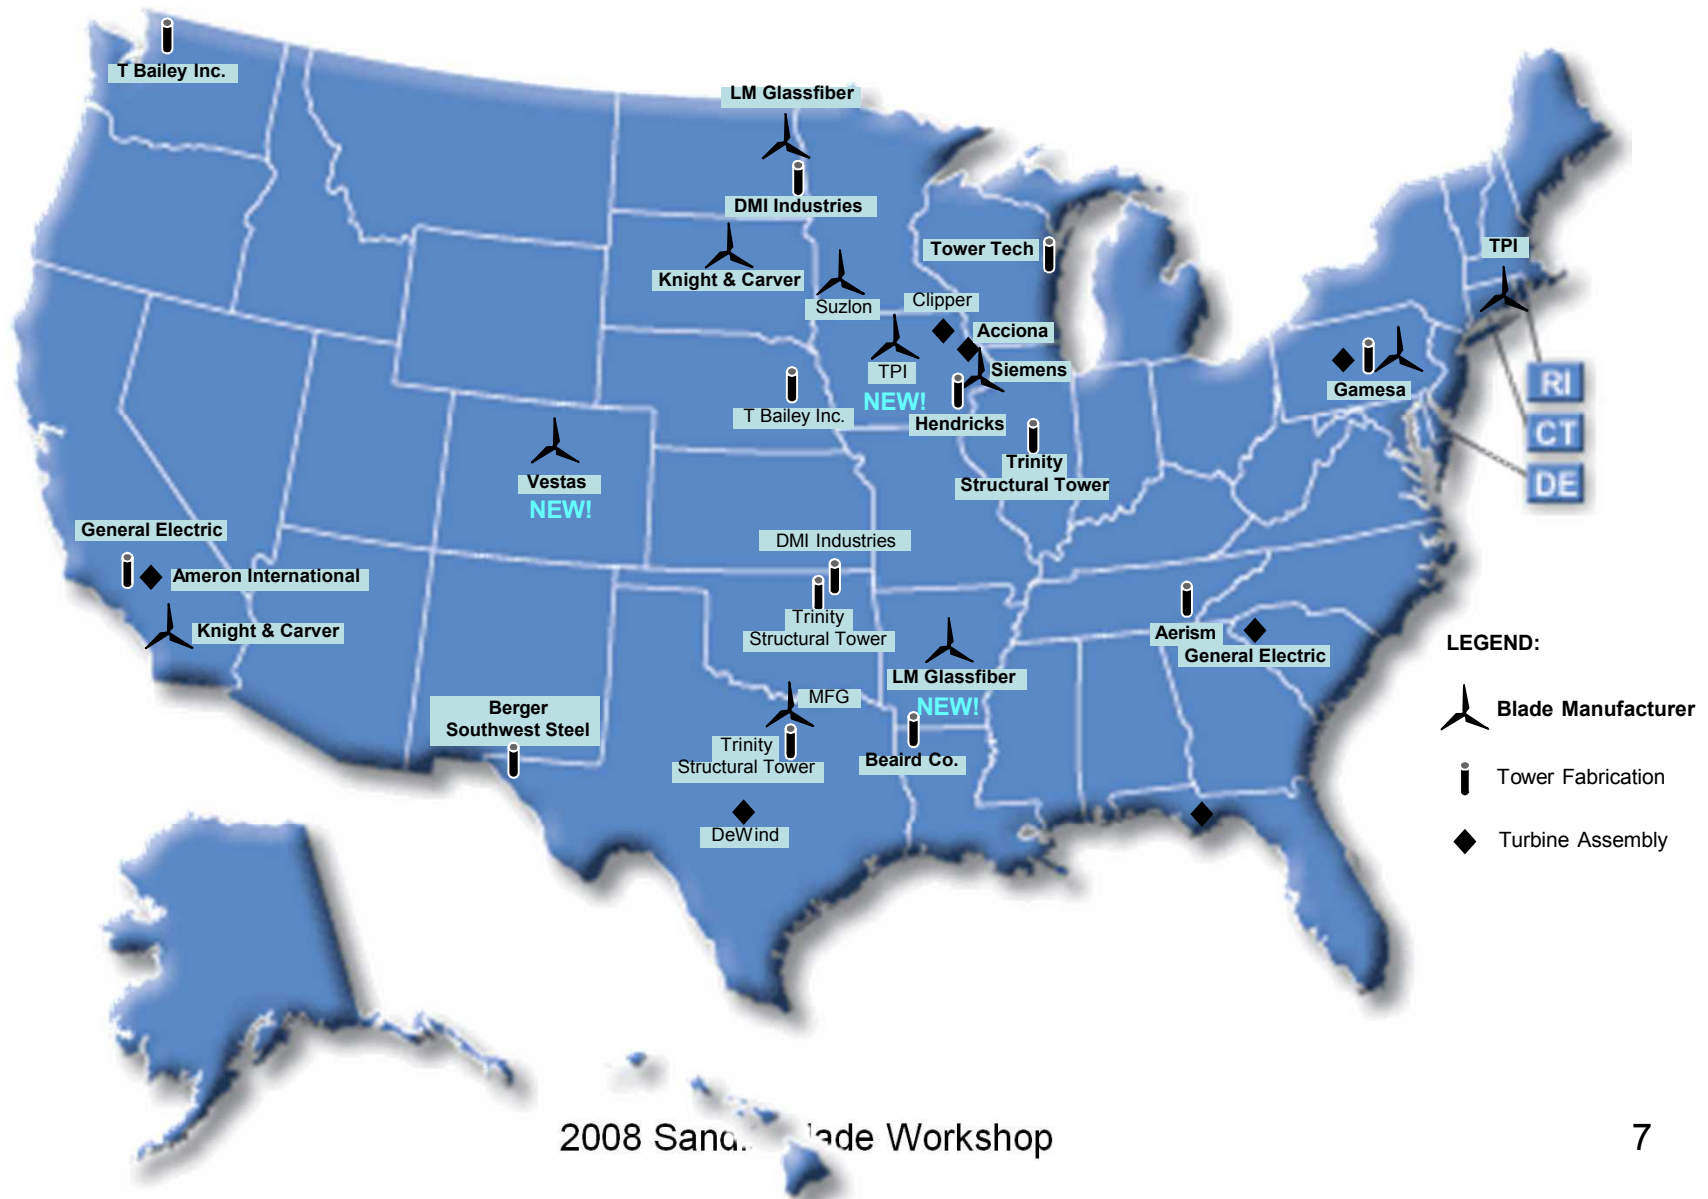 T Bailey Inc.
LM Glassfiber
DMI Industries
Tower Tech
TPI
Knight & Carver
Suzlon
Clipper
Acciona
TPI
NEW!
Siemens
Gamesa
RI
T Bailey Inc.
Hendricks
CT
Trinity
Structural Tower
Vestas
NEW!
DE
General Electric
DMI Industries
Ameron International
Trinity
Structural Tower
Knight & Carver
Aerism
General Electric
LM Glassfiber
NEW!
MFG
Berger
Southwest Steel
Trinity
Structural Tower
Beaird Co.
DeWind
LEGEND:
Blade Manufacturer
Tower Fabrication
Turbine Assembly
2008 Workshop
7